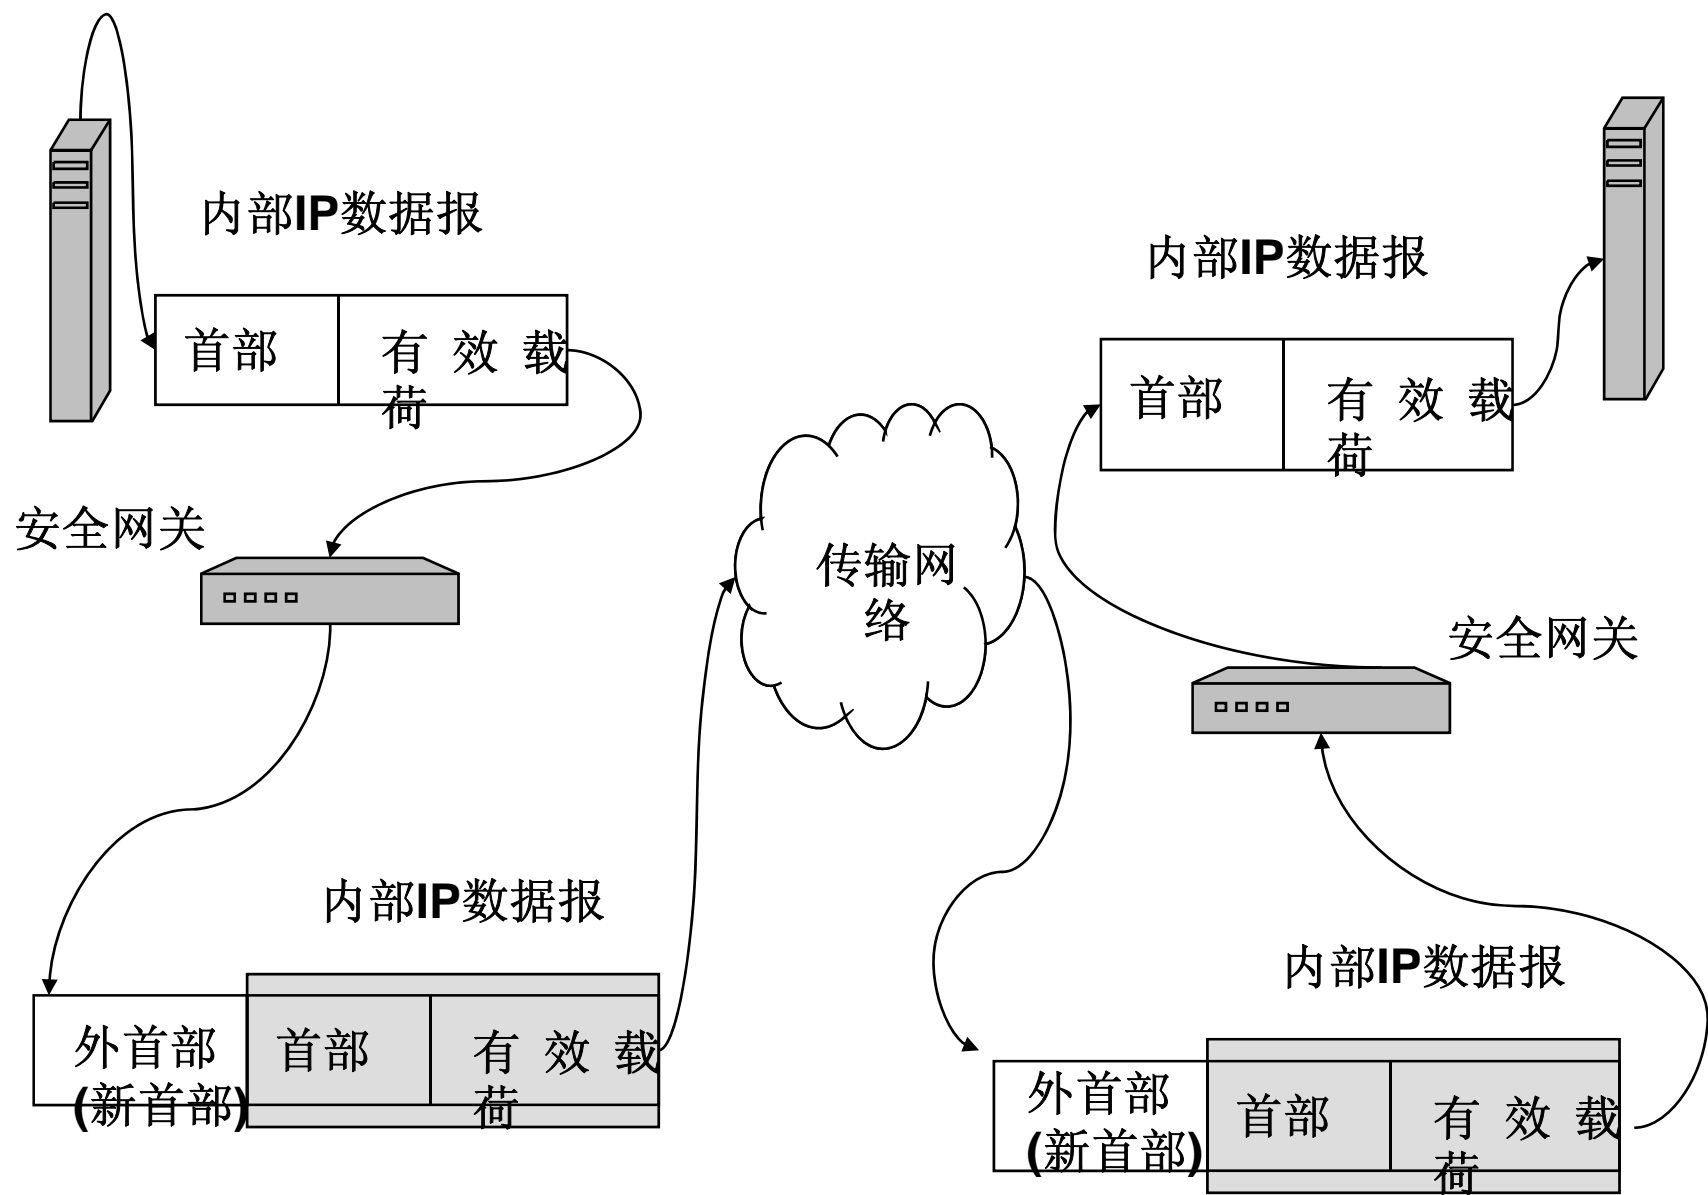 内部IP数据报
首部
有 效 载
荷
安全网关
内部IP数据报
外首部
(新首部)
首部
有 效 载
荷
传输网
络
内部IP数据报
首部
有 效 载
荷
安全网关
内部IP数据报
外首部
(新首部)
首部
有 效 载
荷